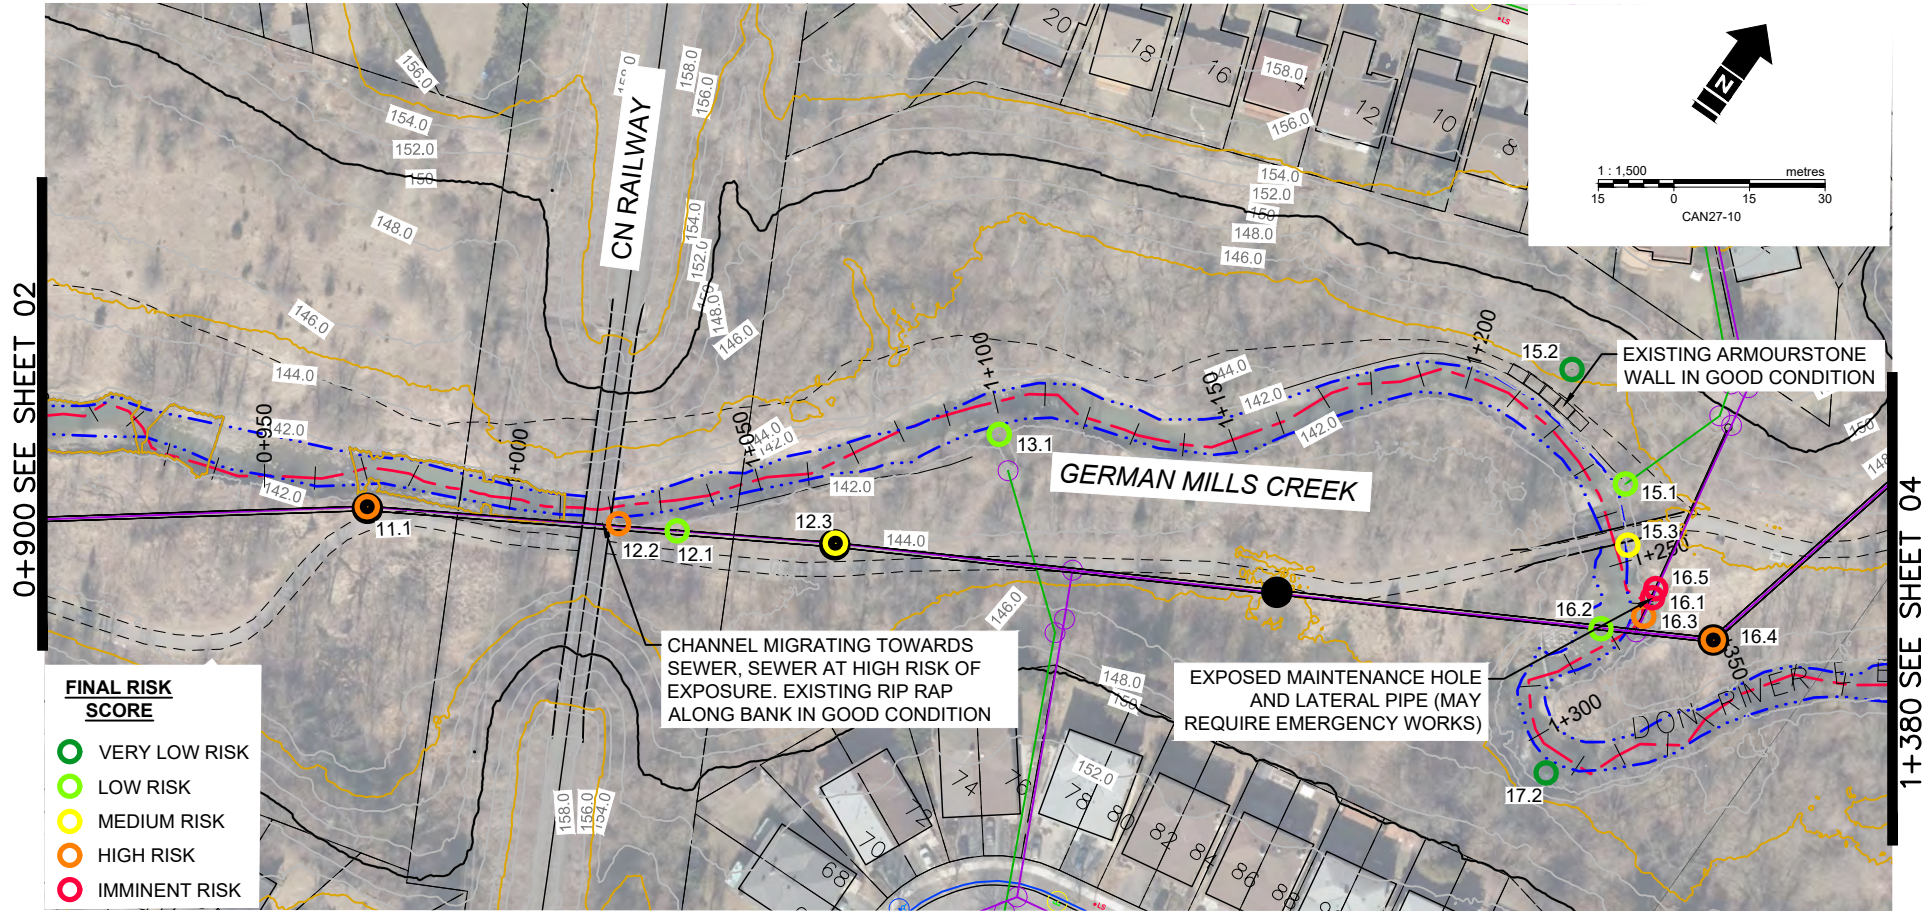 20
18
16
158.0
12
10
8
LS
1 : 1,500
metres
15
0
15
30
CAN27-10
N
156.0
154.0
152.0
150
148.0
158.0
156.0
154.0
152.0
148.0
146.0
CN RAILWAY
156.0
154.0
152.0
150
148.0
146.0
0+900 SEE SHEET 02
1+380 SEE SHEET 04
146.0
144.0
142.0
142.0
0+950
11.1
1+050
12.2
12.1
12.3
144.0
142.0
142.0
1+100
13.1
GERMAN MILLS CREEK
1+150
142.0
142.0
1+200
15.2
EXISTING ARMOURSTONE
WALL IN GOOD CONDITION
150
15.1
15.3
1+250
16.5
16.1
16.2
16.3
16.4
146.0
CHANNEL MIGRATING TOWARDS
SEWER, SEWER AT HIGH RISK OF
EXPOSURE. EXISTING RIP RAP
ALONG BANK IN GOOD CONDITION
148.0
150
EXPOSED MAINTENANCE HOLE
AND LATERAL PIPE (MAY
REQUIRE EMERGENCY WORKS)
1+300
DON RIVER
17.2
FINAL RISK
SCORE
VERY LOW RISK
LOW RISK
MEDIUM RISK
HIGH RISK
IMMINENT RISK
158.0
156.0
154.0
68
70
72
74
76
152.0
78
80
82
84
86
88
LS